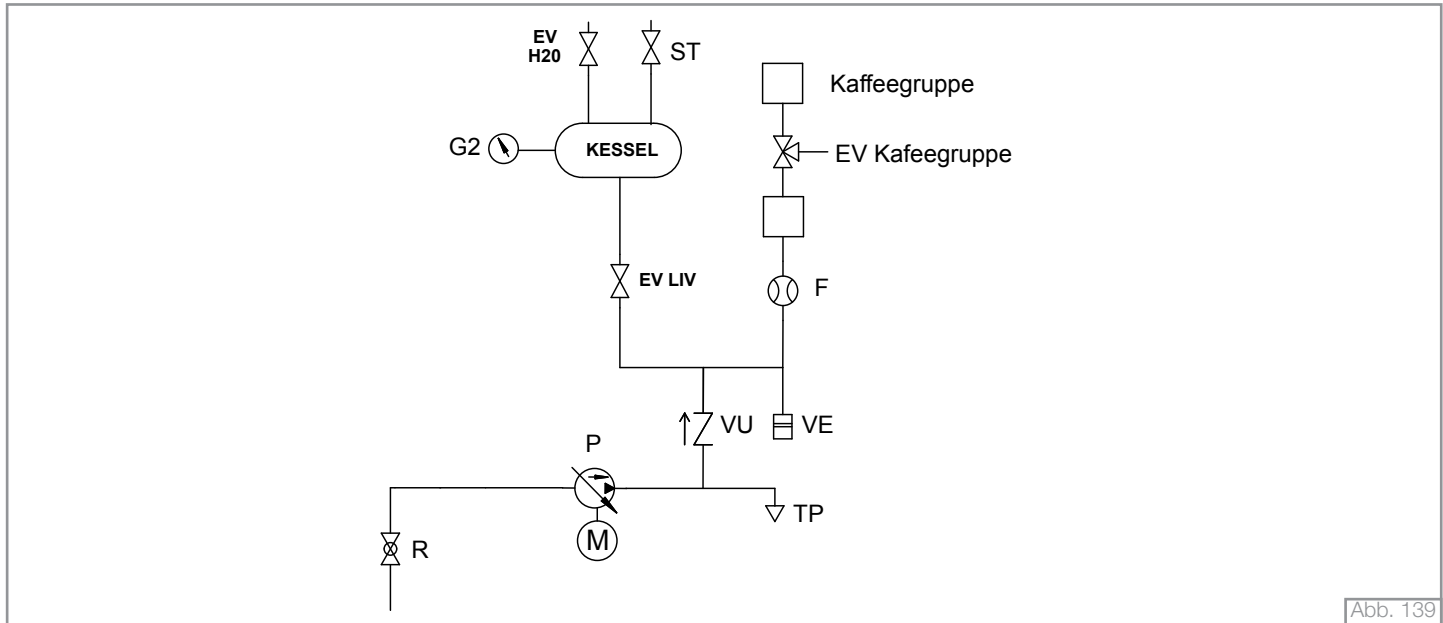 EV
H20
ST
Kaffeegruppe
G2
KESSEL
EV Kafeegruppe
EV LIV
F
VU
VE
P
TP
M
R
Abb. 139